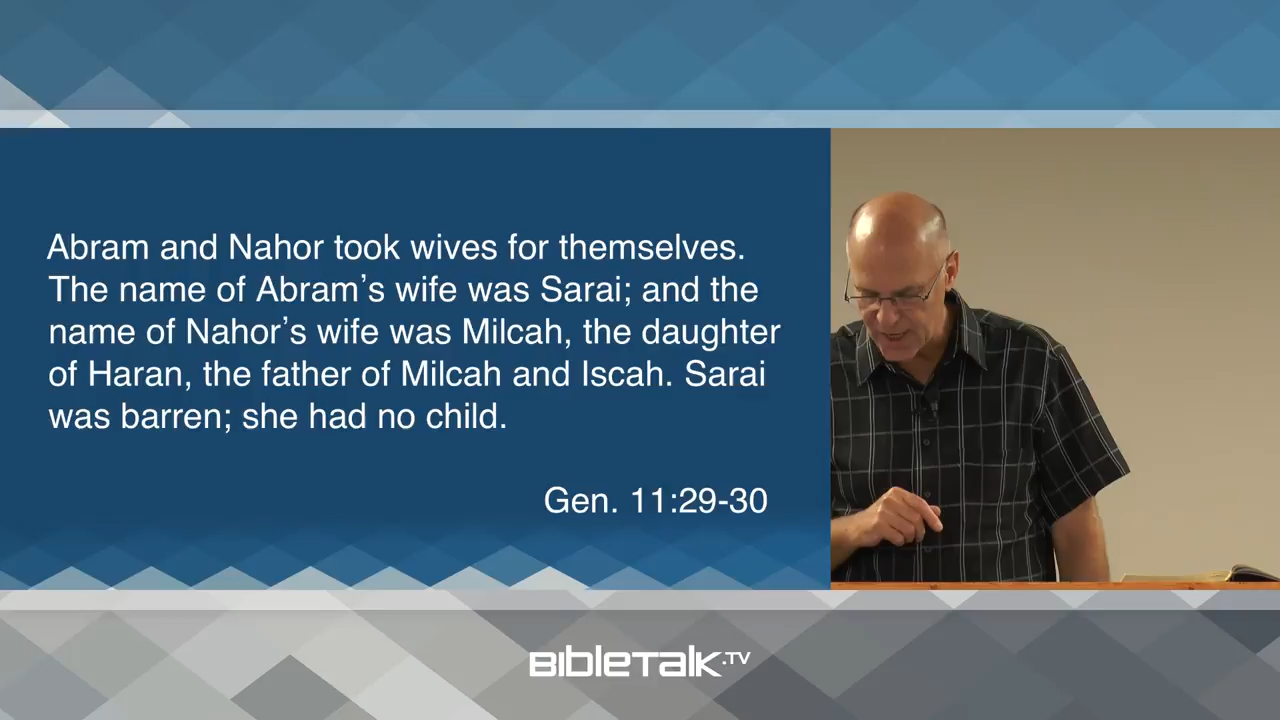 Abram and Nahor took wives for themselves.
The name of Abram’s wife was Sarai; and the
name of Nahor’s wife was Milcah, the daughter
of Haran, the father of Milcah and Iscah. Sarai
was barren; she had no child.
Gen. 11:29-30
BIBLETALK.TV